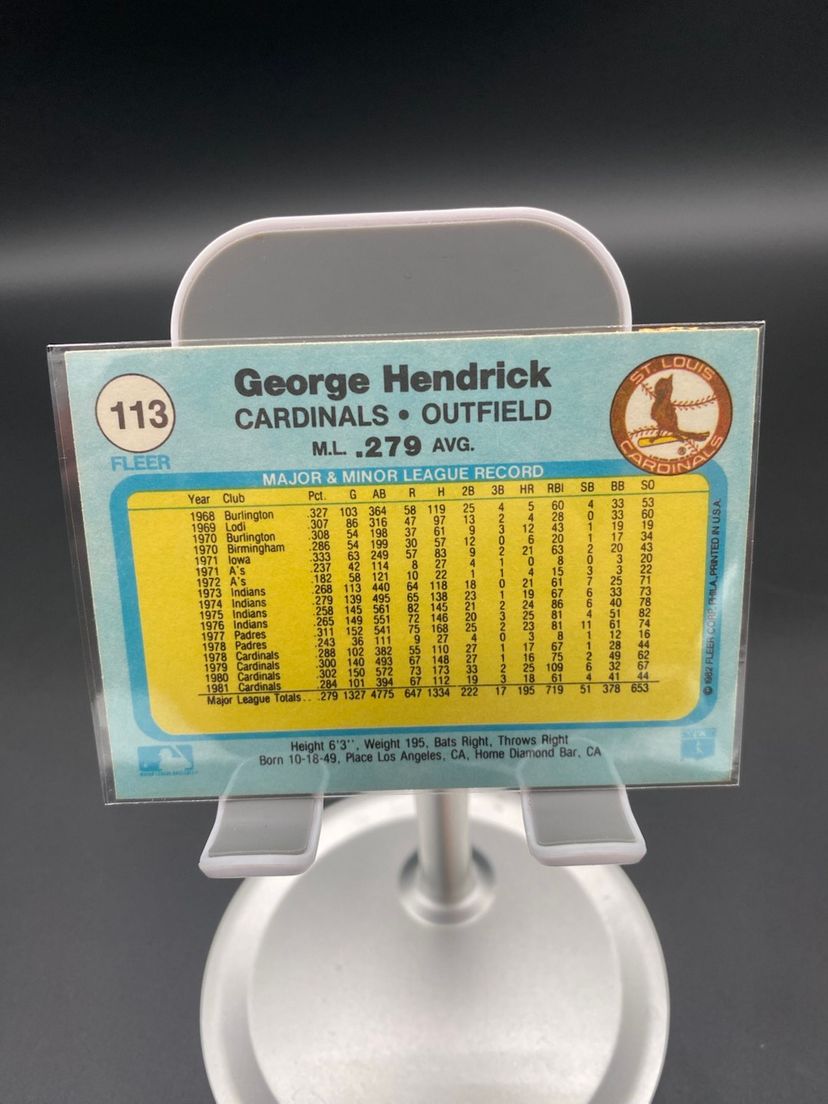 113
FLEER
George Hendrick
CARDINALS • OUTFIELD
M.L. .279 AVG.
ST. LOUIS
CARDINALS
®
MAJOR & MINOR LEAGUE RECORD
Year Club Pct. G AB R H 2B 3B HR RBI SB BB SO
1968 Burlington .327 103 364 58 119 25 4 5 60 4 33 53
1969 Lodi .307 86 316 47 97 13 2 4 28 0 33 60
1970 Burlington .308 54 198 37 61 9 3 12 43 1 19 19
1970 Birmingham .286 54 199 30 57 12 0 6 20 1 17 34
1971 Iowa .333 63 249 57 83 9 2 21 63 2 20 43
1971 A's .237 42 114 8 27 4 1 0 8 0 3 20
1972 A's .182 58 121 10 22 1 1 4 15 3 3 22
1973 Indians .268 113 440 64 118 18 0 21 61 7 25 71
1974 Indians .279 139 495 65 138 23 1 19 67 6 33 73
1975 Indians .258 145 561 82 145 21 2 24 86 6 40 78
1976 Indians .265 149 551 72 146 20 3 25 81 4 51 82
1977 Padres .311 152 541 75 168 25 2 23 81 11 61 74
1978 Padres .243 36 111 9 27 4 0 3 8 1 12 16
1978 Cardinals .288 102 382 55 110 27 1 17 67 1 28 44
1979 Cardinals .300 140 493 67 148 27 1 16 75 2 49 62
1980 Cardinals .302 150 572 73 173 33 2 25 109 6 32 67
1981 Cardinals .284 101 394 67 112 19 3 18 61 4 41 44
Major League Totals... .279 1327 4775 647 1334 222 17 195 719 51 378 653
Height 6'3'', Weight 195, Bats Right, Throws Right
Born 10-18-49, Place Los Angeles, CA, Home Diamond Bar, CA
© 1982 FLEER CORP. PHILA. PRINTED IN U.S.A.